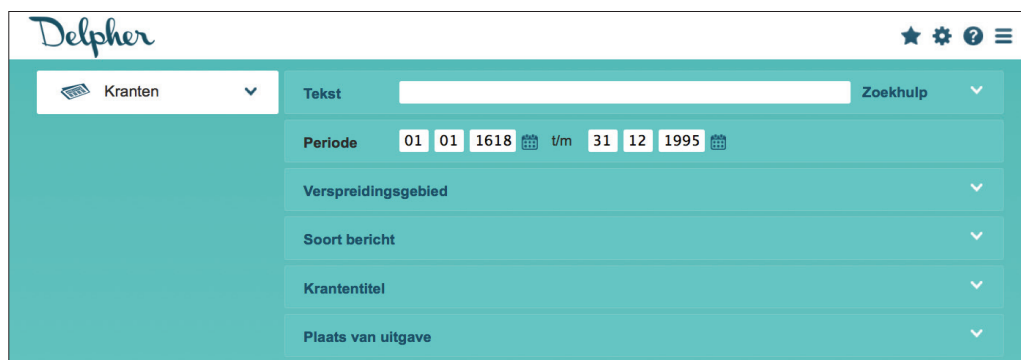 Delpher
Kranten
Tekst Zoekhulp
Periode 01 01 1618 t/m 31 12 1995
Verspreidingsgebied
Soort bericht
Krantentitel
Plaats van uitgave